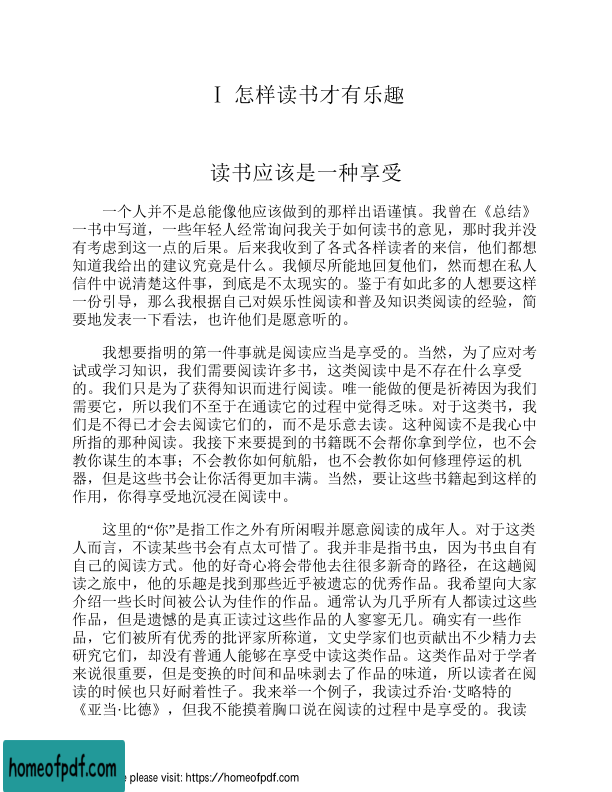 Ⅰ 怎样读书才有乐趣
读书应该是一种享受
一个人并不是总能像他应该做到的那样出语谨慎。我曾在《总结》
一书中写道，一些年轻人经常询问我关于如何读书的意见，那时我并没
有考虑到这一点的后果。后来我收到了各式各样读者的来信，他们都想
知道我给出的建议究竟是什么。我倾尽所能地回复他们，然而想在私人
信件中说清楚这件事，到底是不太现实的。鉴于有如此多的人想要这样
一份引导，那么我根据自己对娱乐性阅读和普及知识类阅读的经验，简
要地发表一下看法，也许他们是愿意听的。
我想要指明的第一件事就是阅读应当是享受的。当然，为了应对考
试或学习知识，我们需要阅读许多书，这类阅读中是不存在什么享受
的。我们只是为了获得知识而进行阅读。唯一能做的便是祈祷因为我们
需要它，所以我们不至于在通读它的过程中觉得乏味。对于这类书，我
们是不得已才会去阅读它们的，而不是乐意去读。这种阅读不是我心中
所指的那种阅读。我接下来要提到的书籍既不会帮你拿到学位，也不会
教你谋生的本事；不会教你如何航船，也不会教你如何修理停运的机
器，但是这些书会让你活得更加丰满。当然，要让这些书籍起到这样的
作用，你得享受地沉浸在阅读中。
这里的“你”是指工作之外有所闲暇并愿意阅读的成年人。对于这类
人而言，不读某些书会有点太可惜了。我并非是指书虫，因为书虫自有
自己的阅读方式。他的好奇心将会带他去往很多新奇的路径，在这趟阅
读之旅中，他的乐趣是找到那些近乎被遗忘的优秀作品。我希望向大家
介绍一些长时间被公认为佳作的作品。通常认为几乎所有人都读过这些
作品，但是遗憾的是真正读过这些作品的人寥寥无几。确实有一些作
品，它们被所有优秀的批评家所称道，文史学家们也贡献出不少精力去
研究它们，却没有普通人能够在享受中读这类作品。这类作品对于学者
来说很重要，但是变换的时间和品味剥去了作品的味道，所以读者在阅
读的时候也只好耐着性子。我来举一个例子，我读过乔治·艾略特的
《亚当·比德》，但我不能摸着胸口说在阅读的过程中是享受的。我读
homeofpdf.com
e please visit: https://homeofpdf.com